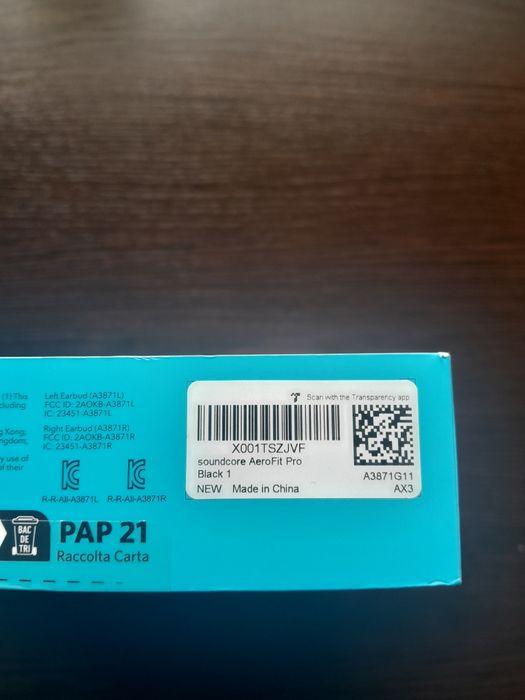 (1) This
cluding
g Kong;
ngdom,
y use of
of their
Left Earbud (A3871L)
FCC ID: 2AOKB-A3871L
IC: 23451-A3871L
Right Earbud (A3871R)
FCC ID: 2AOKB-A3871R
IC: 23451-A3871R
R-R-AII-A3871L
R-R-AII-A3871R
BAC
DE
TRI
PAP 21
Raccolta Carta
Scan with the Transparency app
X001TSZJVF
soundcore AeroFit Pro
Black 1
NEW Made in China
A3871G11
AX3